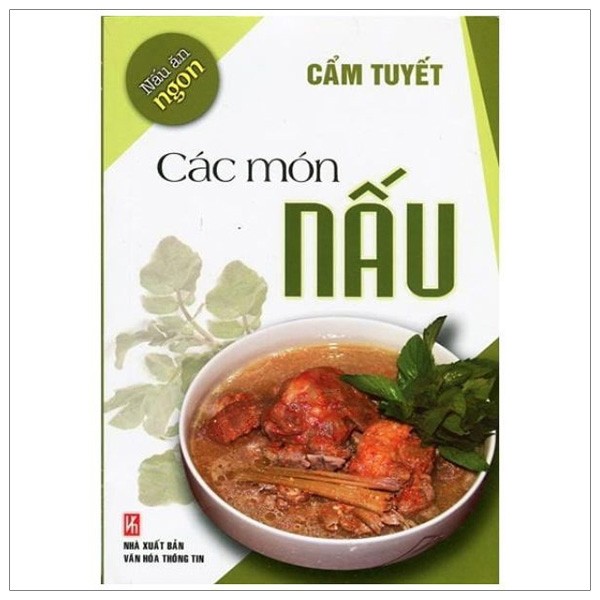 Nấu ăn
ngon
CẨM TUYẾT
Các món
NẤU
NHÀ XUẤT BẢN
VĂN HÓA THÔNG TIN